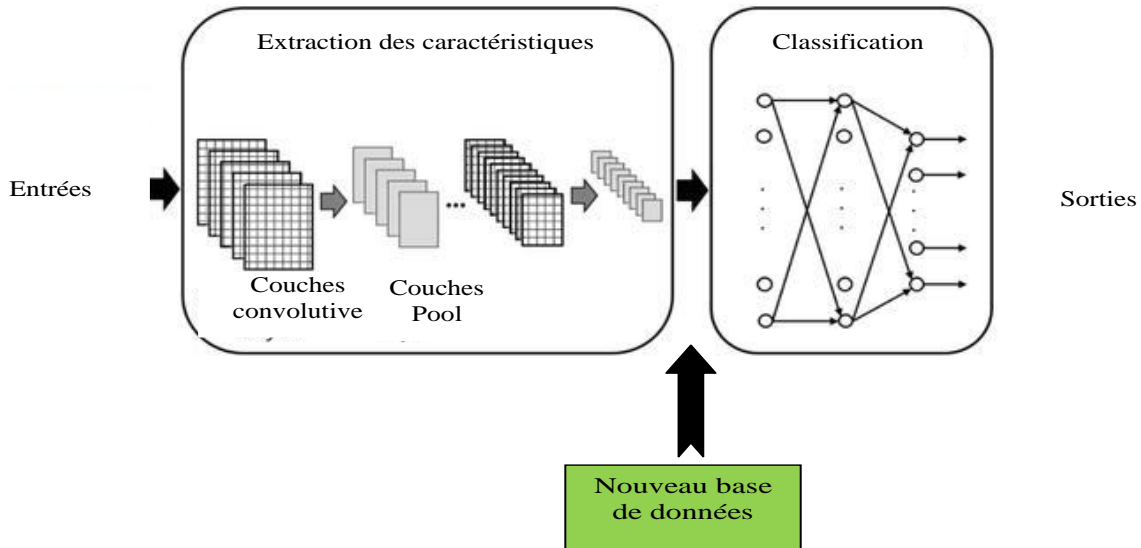 Extraction des caractéristiques
Classification
Entrées
Sorties
Couches
convolutive
Couches
Pool
Nouveau base
de données